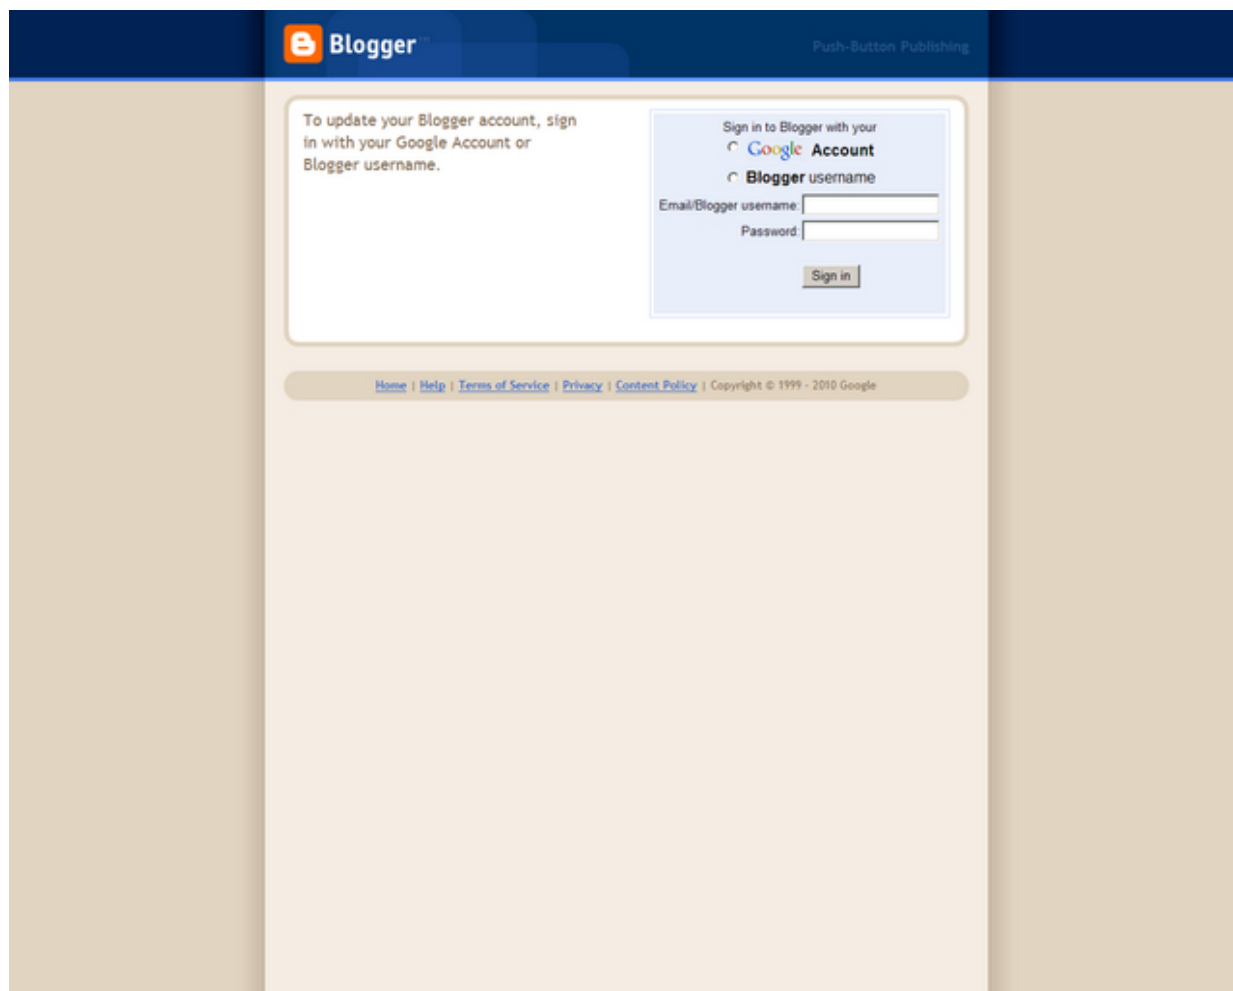 Blogger™
Push-Button Publishing
To update your Blogger account, sign
in with your Google Account or
Blogger username.
Sign in to Blogger with your
Google Account
Blogger username
Email/Blogger username:
Password:
Sign in
Home | Help | Terms of Service | Privacy | Content Policy | Copyright © 1999 - 2010 Google